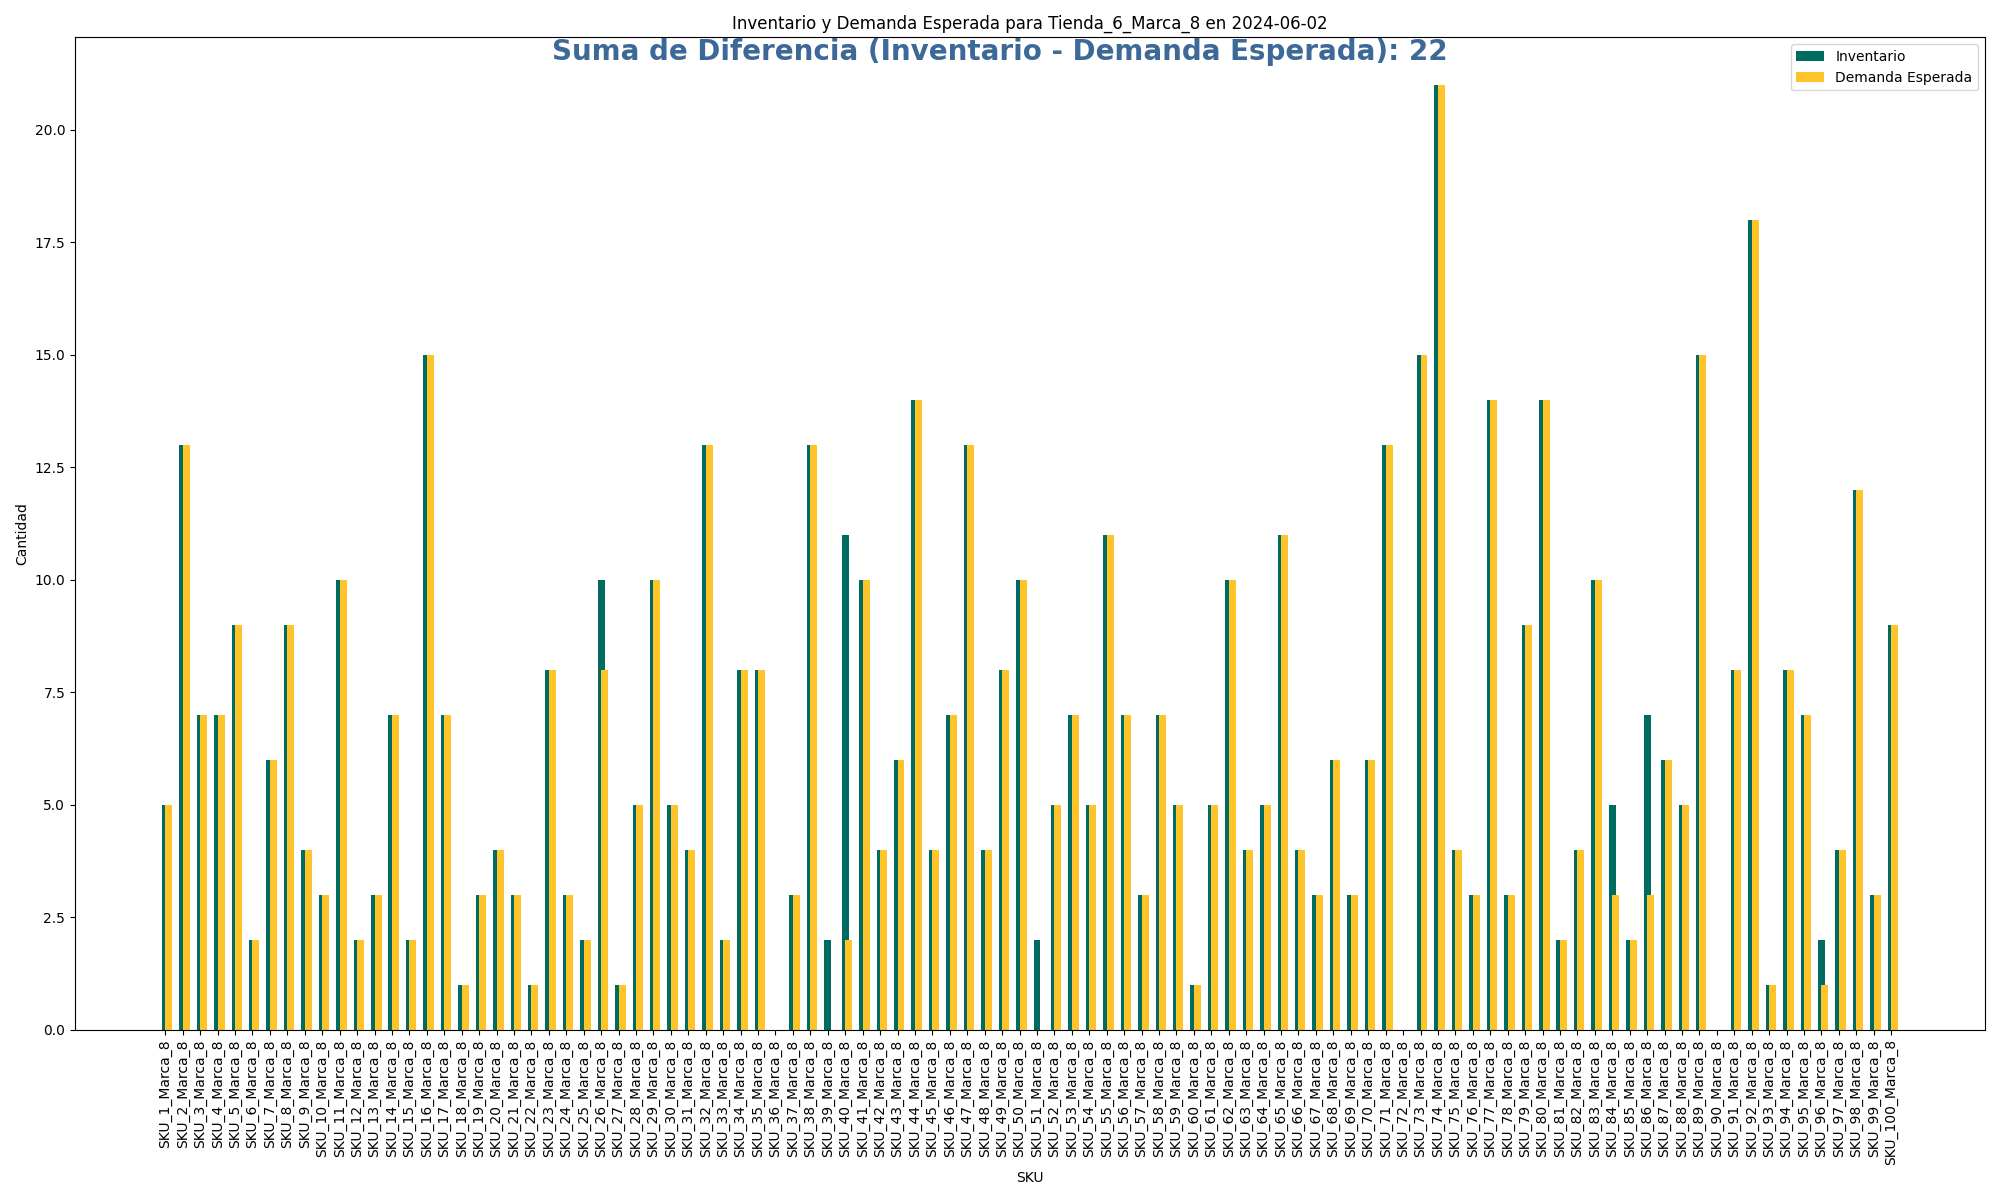 Inventario y Demanda Esperada para Tienda_6_Marca_8 en 2024-06-02
Suma de Diferencia (Inventario - Demanda Esperada): 22
Inventario
Demanda Esperada
Cantidad
20.0
17.5
15.0
12.5
10.0
7.5
5.0
2.5
0.0
SKU_1_Marca_8
SKU_2_Marca_8
SKU_3_Marca_8
SKU_4_Marca_8
SKU_5_Marca_8
SKU_6_Marca_8
SKU_7_Marca_8
SKU_8_Marca_8
SKU_9_Marca_8
SKU_10_Marca_8
SKU_11_Marca_8
SKU_12_Marca_8
SKU_13_Marca_8
SKU_14_Marca_8
SKU_15_Marca_8
SKU_16_Marca_8
SKU_17_Marca_8
SKU_18_Marca_8
SKU_19_Marca_8
SKU_20_Marca_8
SKU_21_Marca_8
SKU_22_Marca_8
SKU_23_Marca_8
SKU_24_Marca_8
SKU_25_Marca_8
SKU_26_Marca_8
SKU_27_Marca_8
SKU_28_Marca_8
SKU_29_Marca_8
SKU_30_Marca_8
SKU_31_Marca_8
SKU_32_Marca_8
SKU_33_Marca_8
SKU_34_Marca_8
SKU_35_Marca_8
SKU_36_Marca_8
SKU_37_Marca_8
SKU_38_Marca_8
SKU_39_Marca_8
SKU_40_Marca_8
SKU_41_Marca_8
SKU_42_Marca_8
SKU_43_Marca_8
SKU_44_Marca_8
SKU_45_Marca_8
SKU_46_Marca_8
SKU_47_Marca_8
SKU_48_Marca_8
SKU_49_Marca_8
SKU_50_Marca_8
SKU_51_Marca_8
SKU_52_Marca_8
SKU_53_Marca_8
SKU_54_Marca_8
SKU_55_Marca_8
SKU_56_Marca_8
SKU_57_Marca_8
SKU_58_Marca_8
SKU_59_Marca_8
SKU_60_Marca_8
SKU_61_Marca_8
SKU_62_Marca_8
SKU_63_Marca_8
SKU_64_Marca_8
SKU_65_Marca_8
SKU_66_Marca_8
SKU_67_Marca_8
SKU_68_Marca_8
SKU_69_Marca_8
SKU_70_Marca_8
SKU_71_Marca_8
SKU_72_Marca_8
SKU_73_Marca_8
SKU_74_Marca_8
SKU_75_Marca_8
SKU_76_Marca_8
SKU_77_Marca_8
SKU_78_Marca_8
SKU_79_Marca_8
SKU_80_Marca_8
SKU_81_Marca_8
SKU_82_Marca_8
SKU_83_Marca_8
SKU_84_Marca_8
SKU_85_Marca_8
SKU_86_Marca_8
SKU_87_Marca_8
SKU_88_Marca_8
SKU_89_Marca_8
SKU_90_Marca_8
SKU_91_Marca_8
SKU_92_Marca_8
SKU_93_Marca_8
SKU_94_Marca_8
SKU_95_Marca_8
SKU_96_Marca_8
SKU_97_Marca_8
SKU_98_Marca_8
SKU_99_Marca_8
SKU_100_Marca_8
SKU